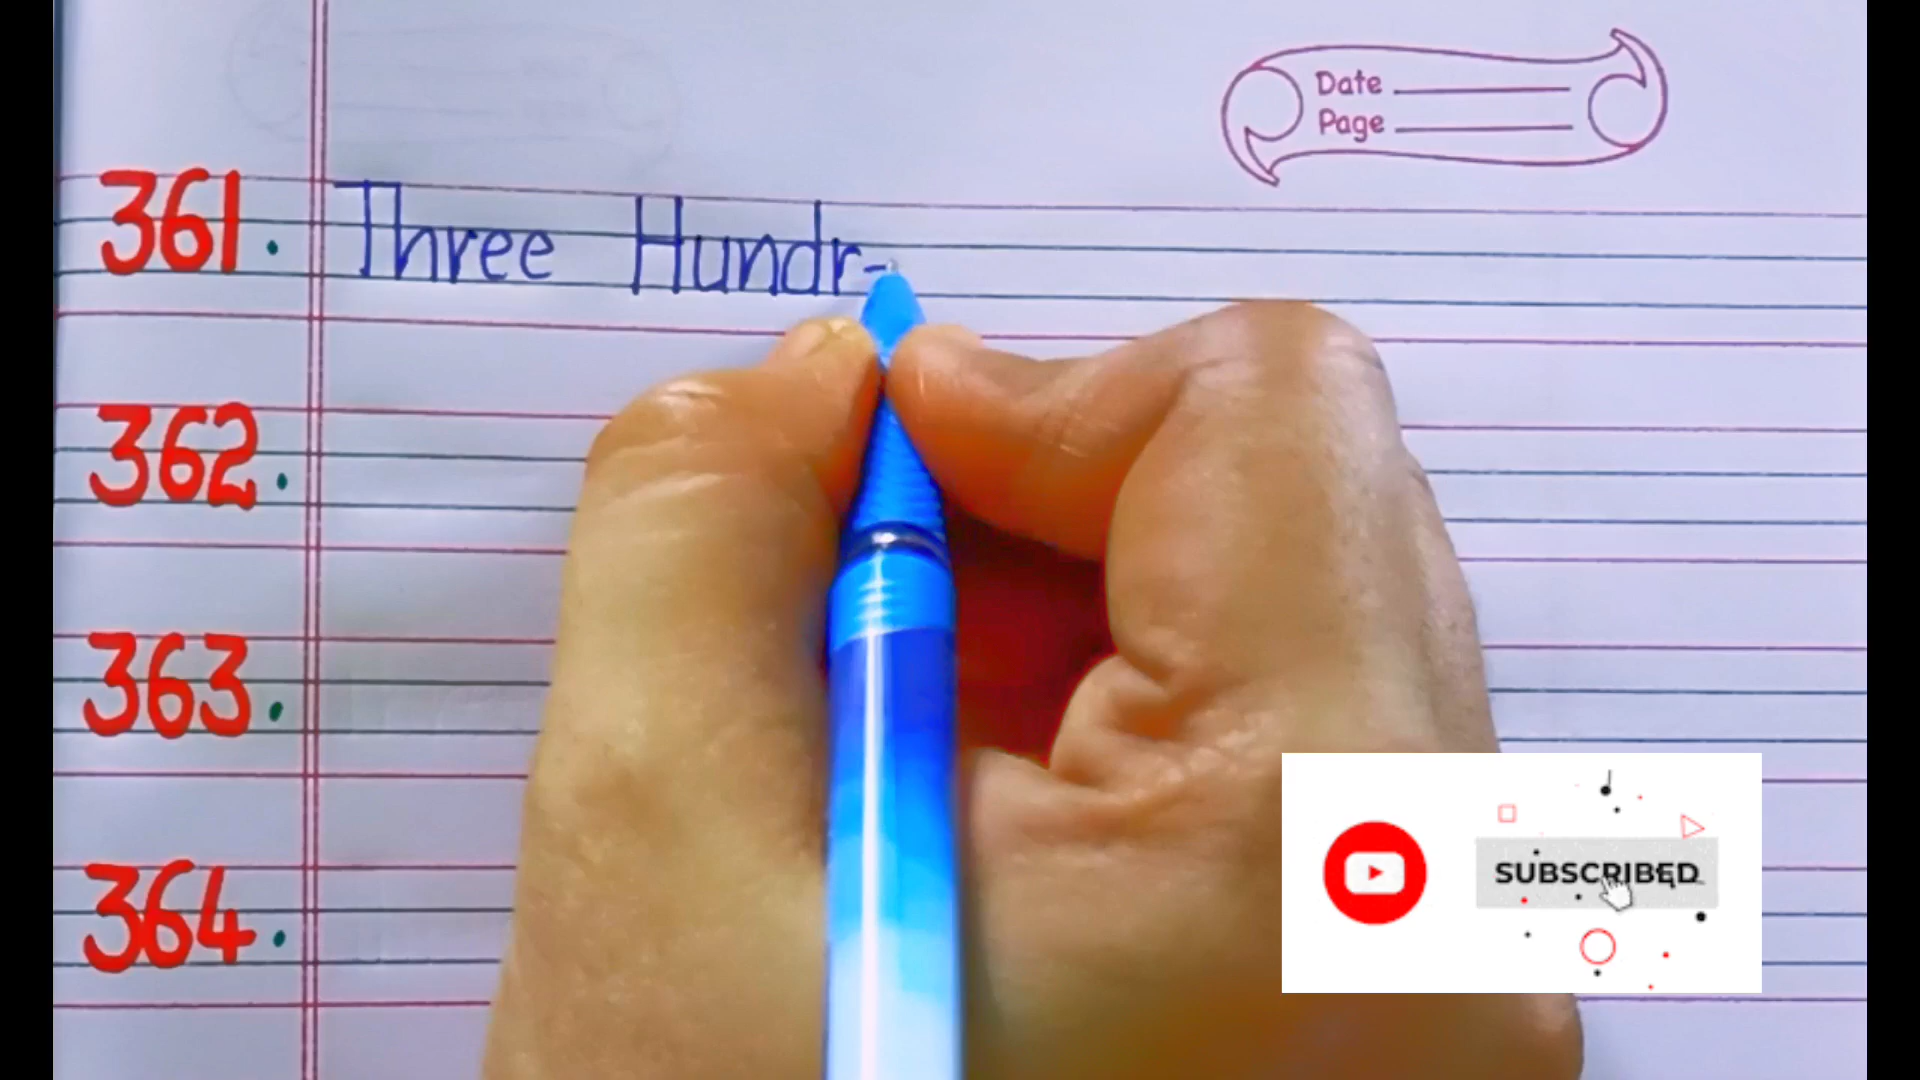 Date
Page
361. Three Hundr-
362.
363.
364.
SUBSCRIBED